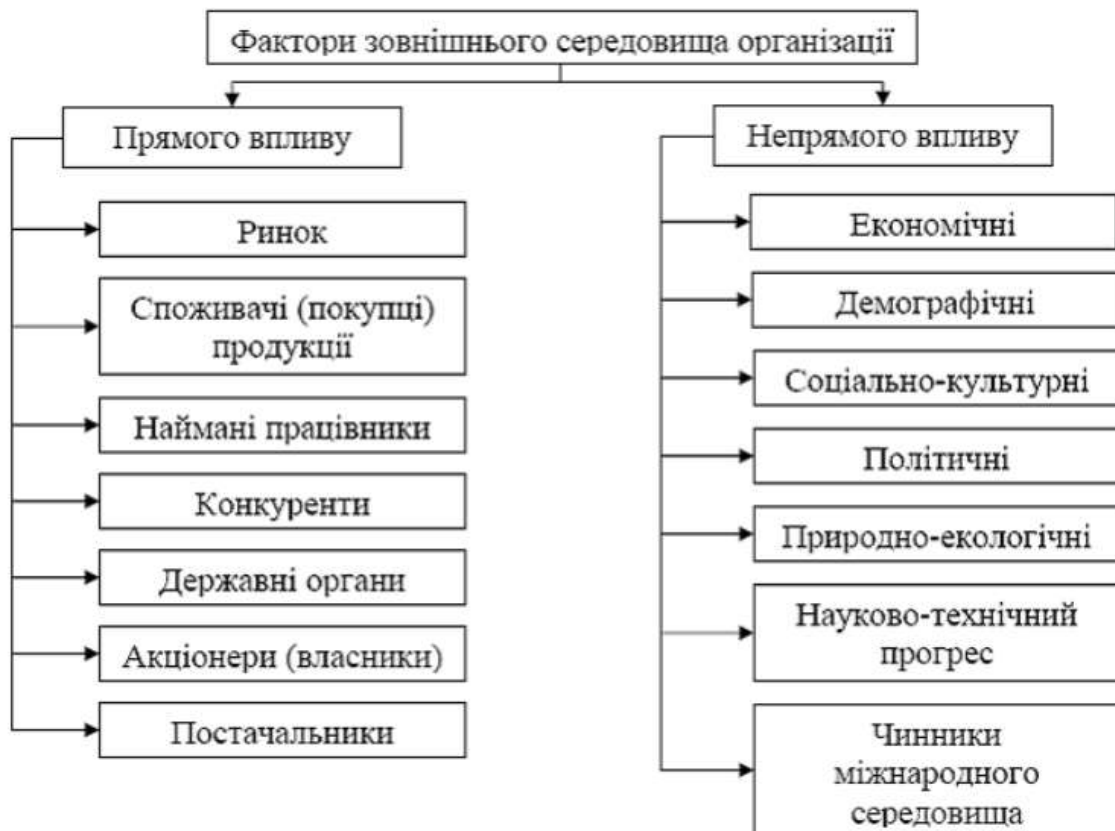 Фактори зовнішнього середовища організації
Прямого впливу
Ринок
Споживачі (покупці)
продукції
Наймані працівники
Конкуренти
Державні органи
Акціонери (власники)
Постачальники
Непрямого впливу
Економічні
Демографічні
Соціально-культурні
Політичні
Природно-екологічні
Науково-технічний
прогрес
Чинники
міжнародного
середовища